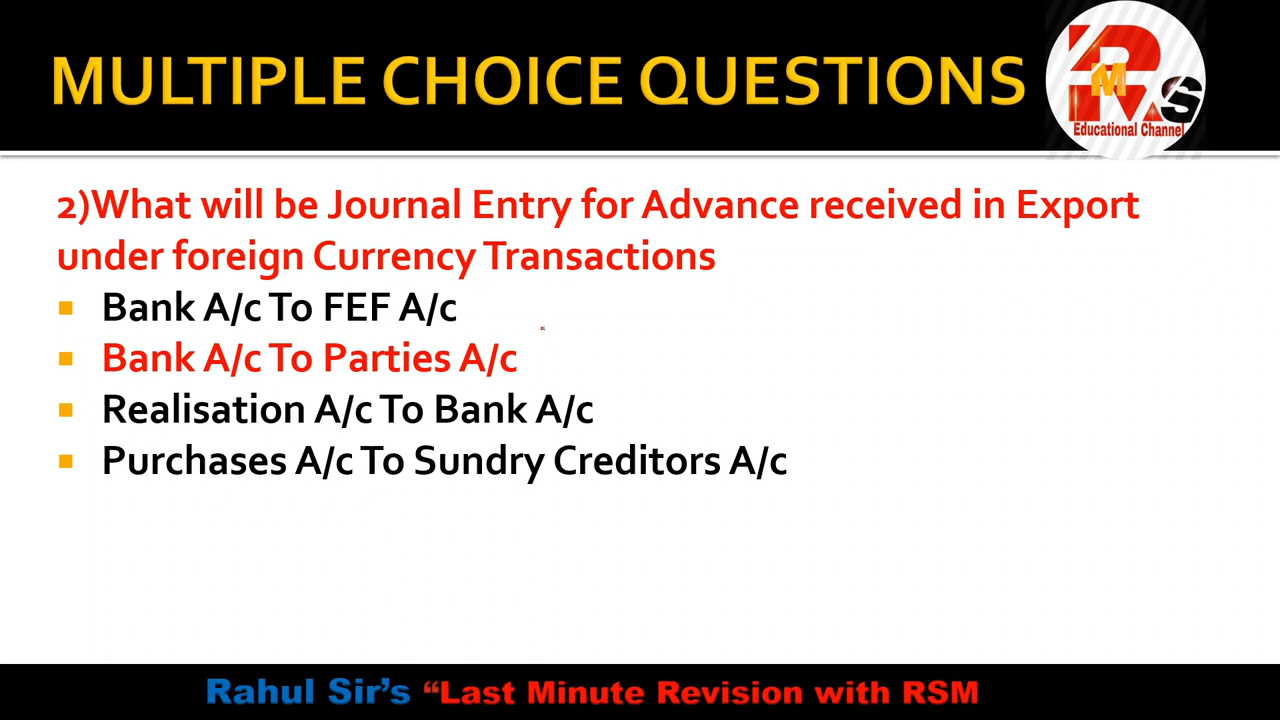 MULTIPLE CHOICE QUESTIONS
R
M
S
Educational Channel
2)What will be Journal Entry for Advance received in Export
under foreign Currency Transactions
Bank A/c To FEF A/c
Bank A/c To Parties A/c
Realisation A/c To Bank A/c
Purchases A/c To Sundry Creditors A/c
Rahul Sir's “Last Minute Revision with RSM